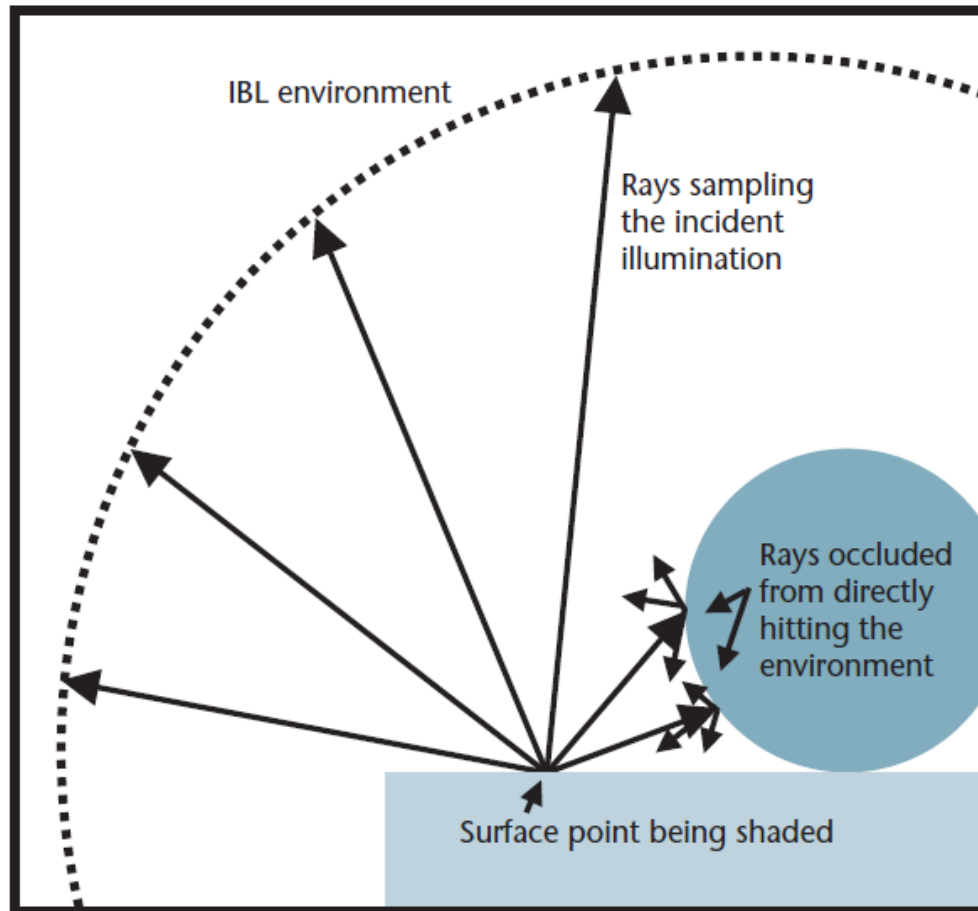 IBL environment
Rays sampling
the incident
illumination
Rays occluded
from directly
hitting the
environment
Surface point being shaded